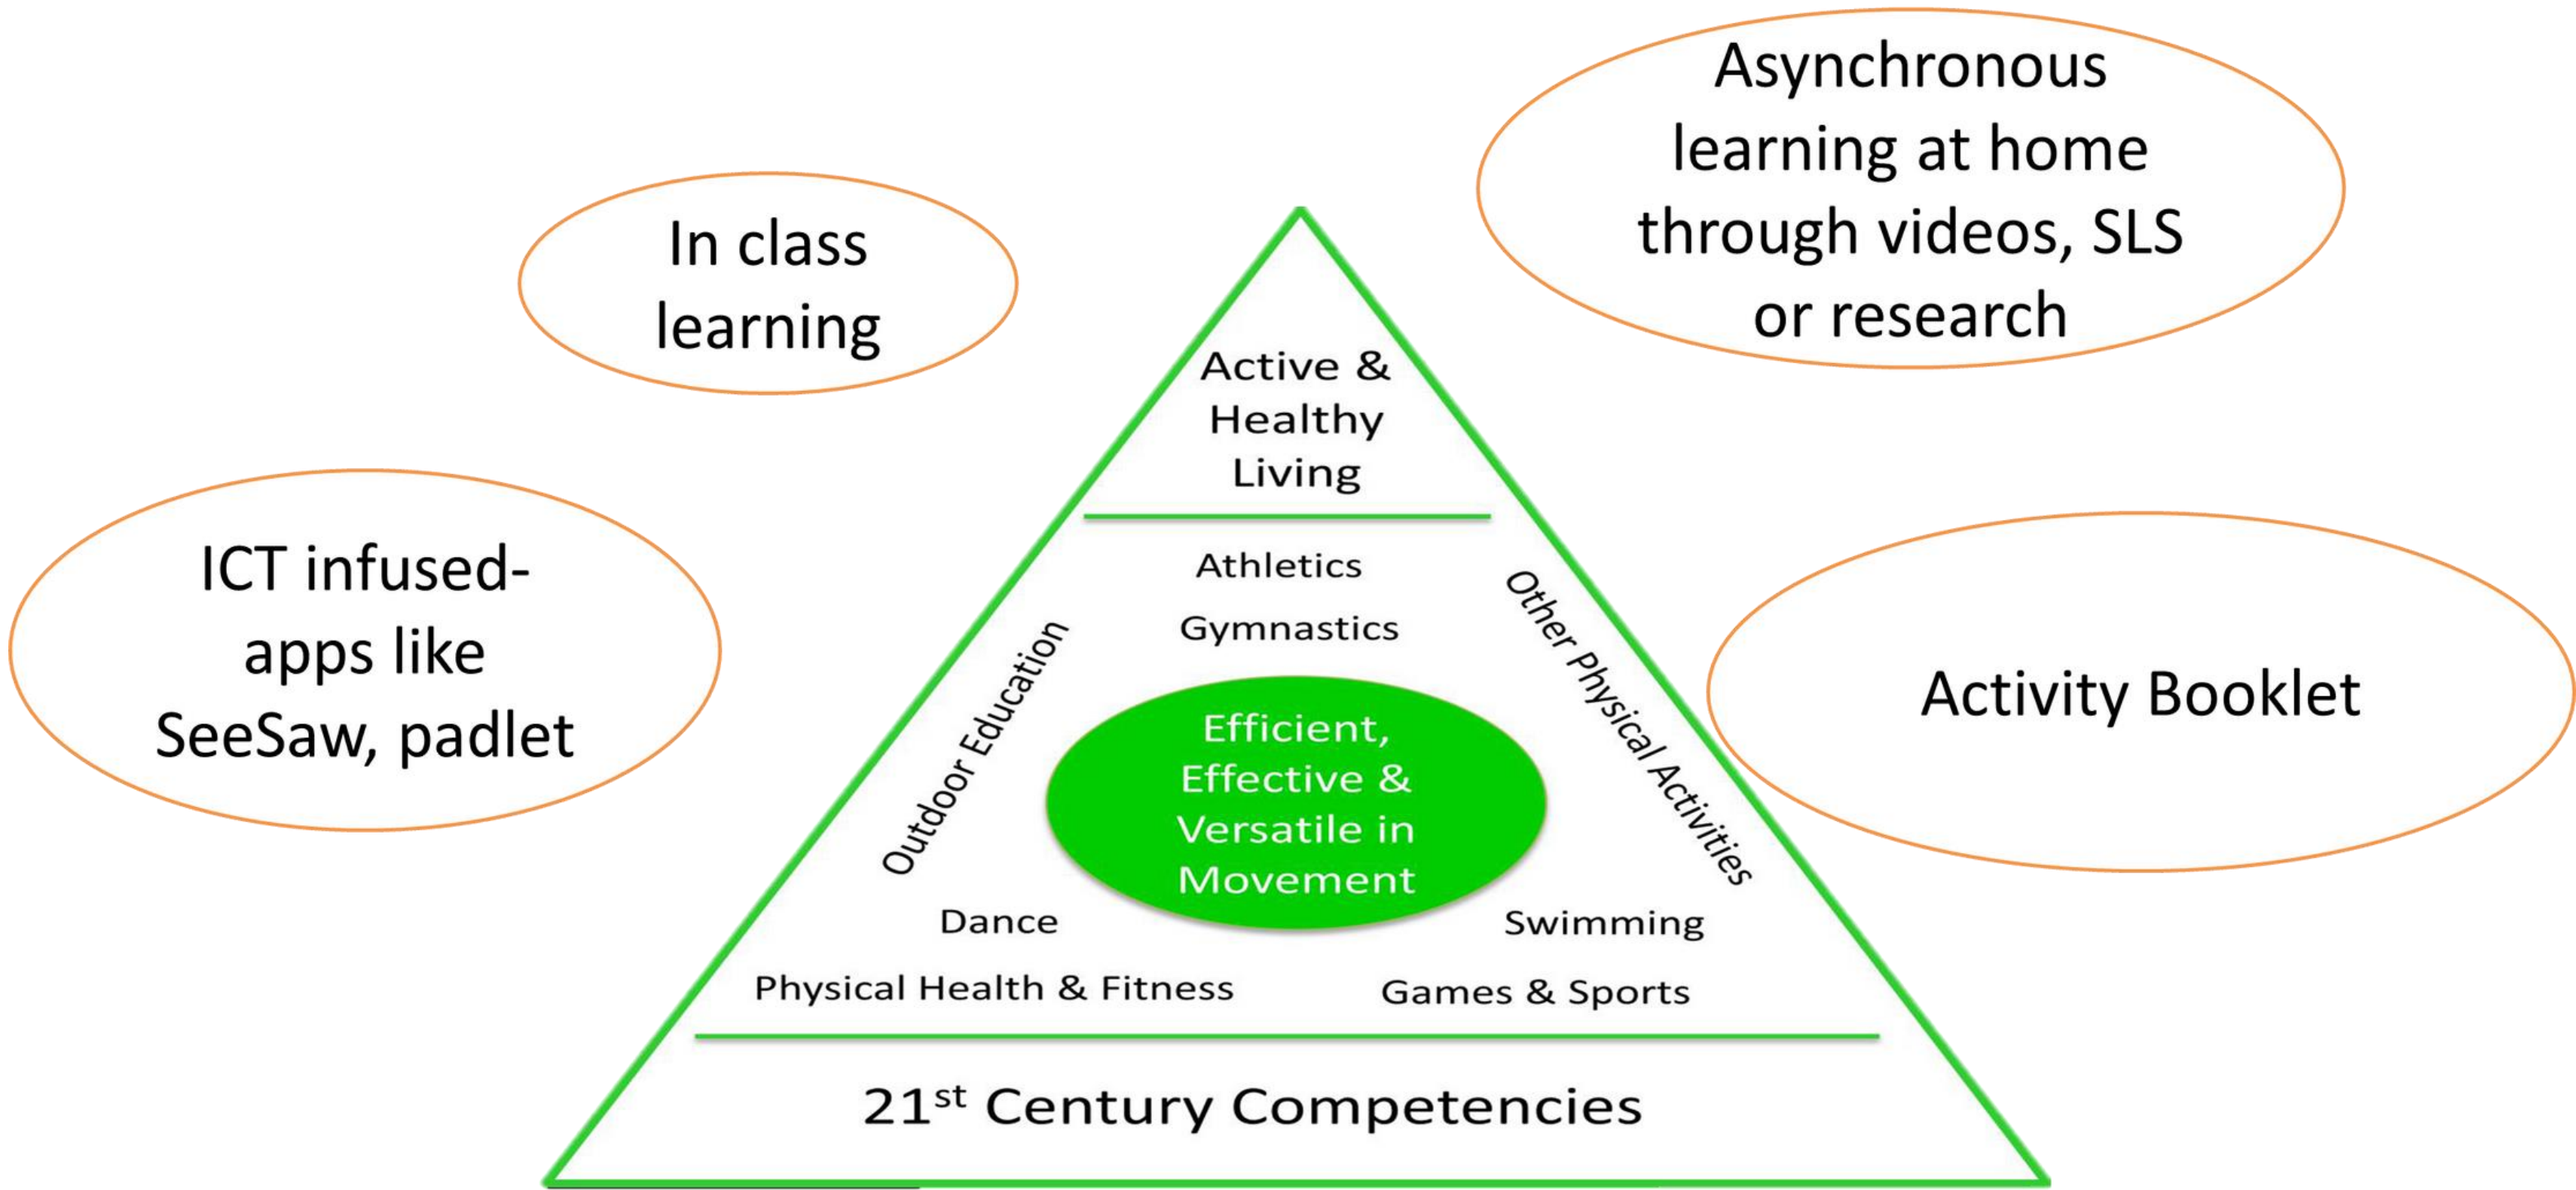 In class
learning
Asynchronous
learning at home
through videos, SLS
or research
ICT infused-
apps like
SeeSaw, padlet
Activity Booklet
Active &
Healthy
Living
Athletics
Gymnastics
Outdoor Education
Other Physical Activities
Efficient,
Effective &
Versatile in
Movement
Dance
Swimming
Physical Health & Fitness
Games & Sports
21st Century Competencies